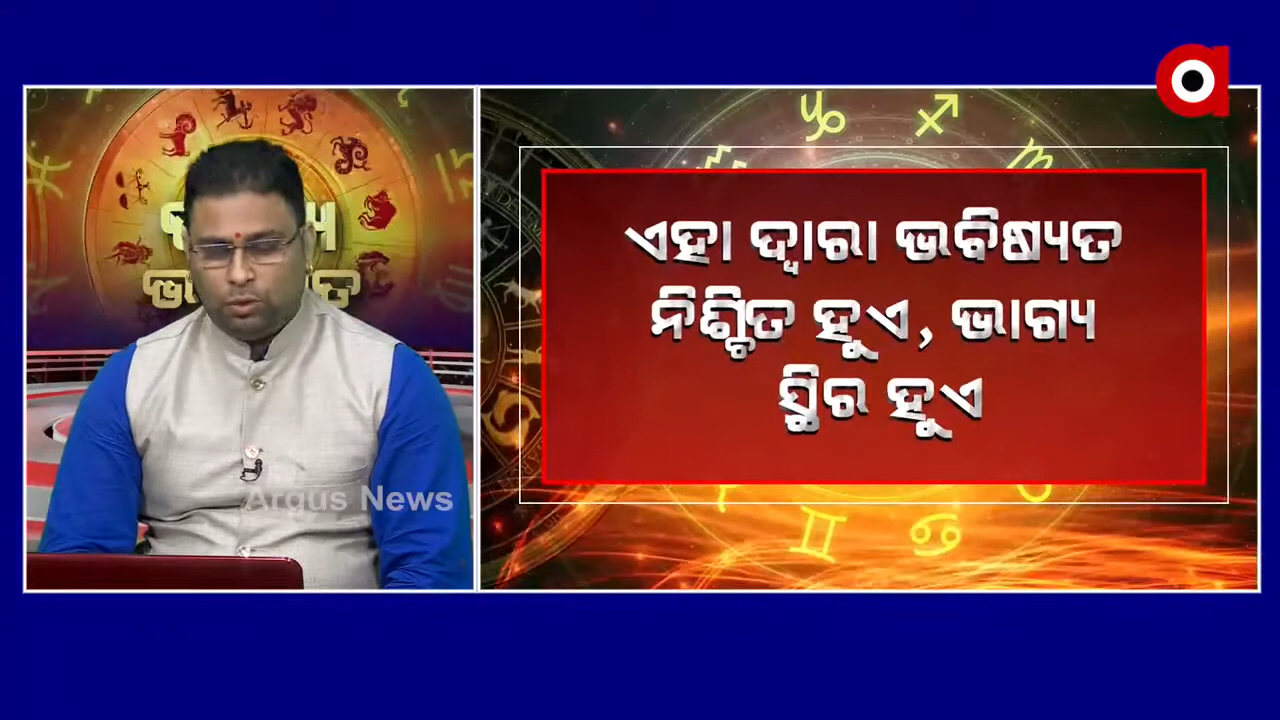 ଏହା ଦ୍ୱାରା ଭବିଷ୍ୟତ
ନିଶ୍ଚିତ ହୁଏ, ଭାଗ୍ୟ
ସ୍ଥିର ହୁଏ
Argus News